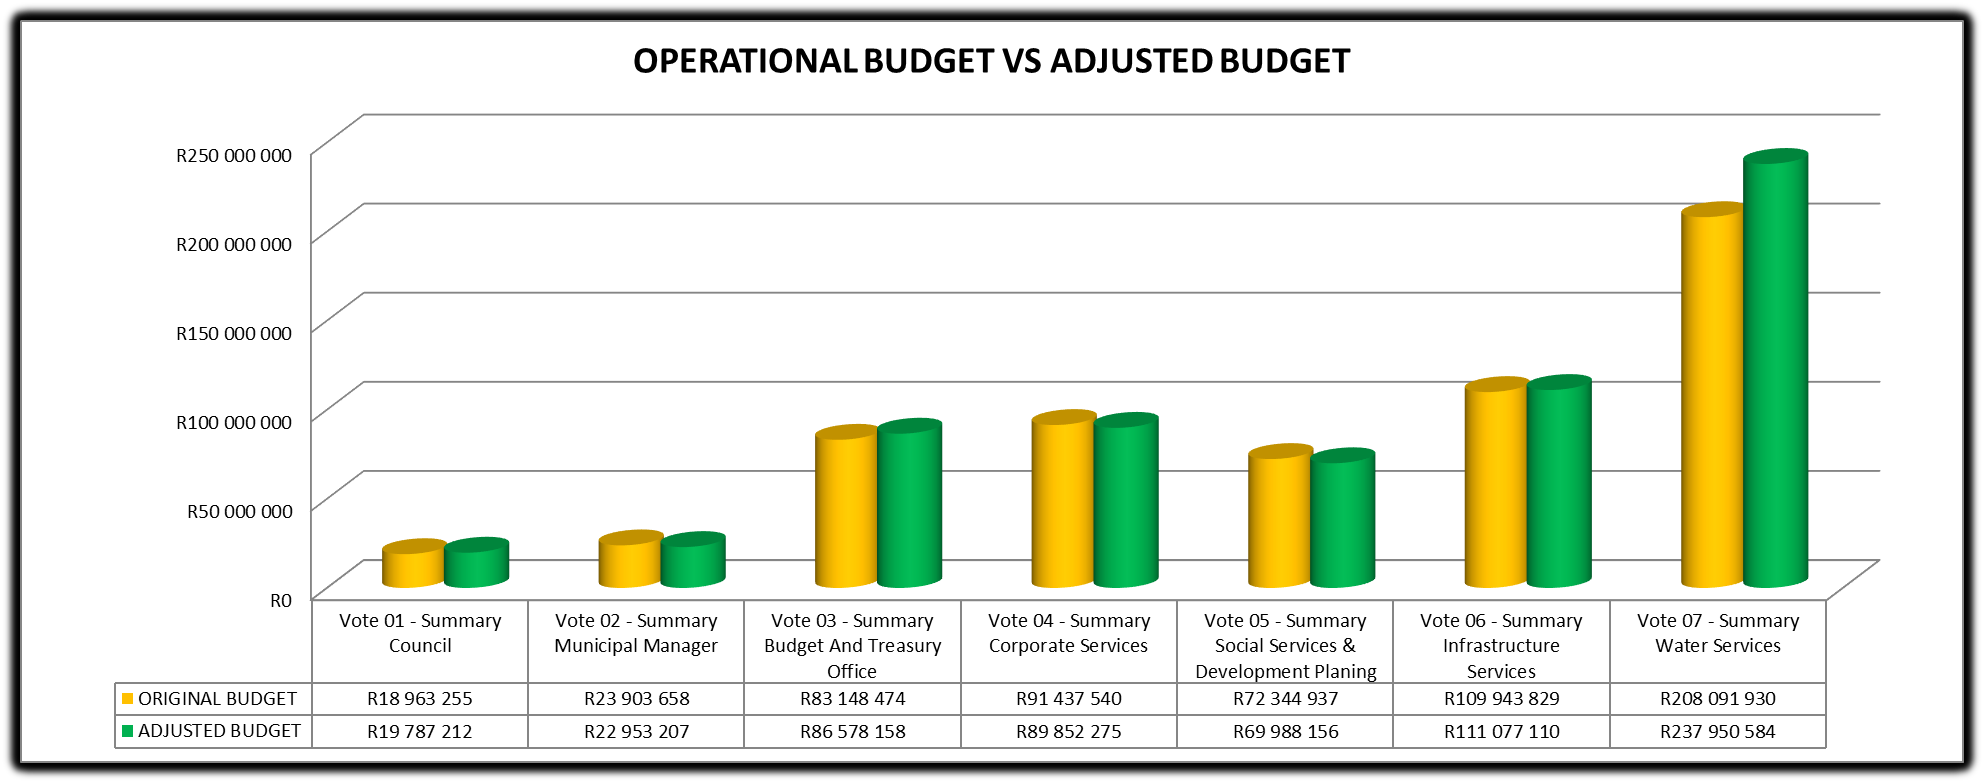 OPERATIONAL BUDGET VS ADJUSTED BUDGET
R250 000 000
R200 000 000
R150 000 000
R100 000 000
R50 000 000
R0
Vote 01 - Summary
Council
Vote 02 - Summary
Municipal Manager
Vote 03 - Summary
Budget And Treasury
Office
Vote 04 - Summary
Corporate Services
Vote 05 - Summary
Social Services &
Development Planing
Vote 06 - Summary
Infrastructure
Services
Vote 07 - Summary
Water Services
ORIGINAL BUDGET R18 963 255 R23 903 658 R83 148 474 R91 437 540 R72 344 937 R109 943 829 R208 091 930
ADJUSTED BUDGET R19 787 212 R22 953 207 R86 578 158 R89 852 275 R69 988 156 R111 077 110 R237 950 584